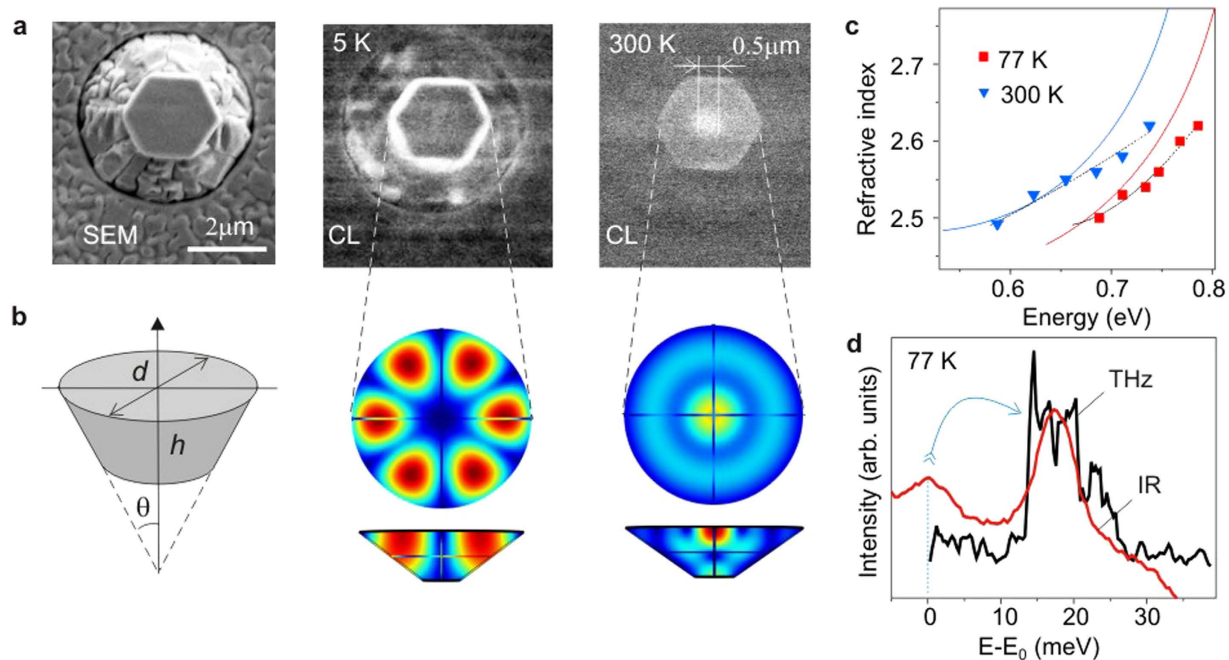 a
SEM
2μm
5 K
CL
300 K
0.5μm
CL
b
d
h
θ
c
77 K
300 K
2.7
2.6
2.5
Refractive index
0.6
0.7
0.8
Energy (eV)
d
77 K
THz
IR
Intensity (arb. units)
0
10
20
30
E-E₀ (meV)